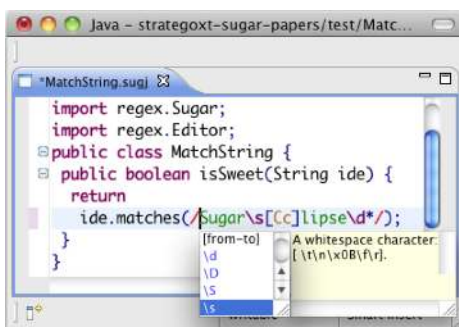 Java - strategoxt-sugar-papers/test/Matc...
*MatchString.sugj
import regex.Sugar;
import regex.Editor;
public class MatchString {
public boolean isSweet(String ide) {
return
ide.matches(/Sugar\s[Cc]lipse\d*/);
}
}
[from-to]
\d
\D
\S
\s
A whitespace character:
[ \t\n\x0B\f\r].